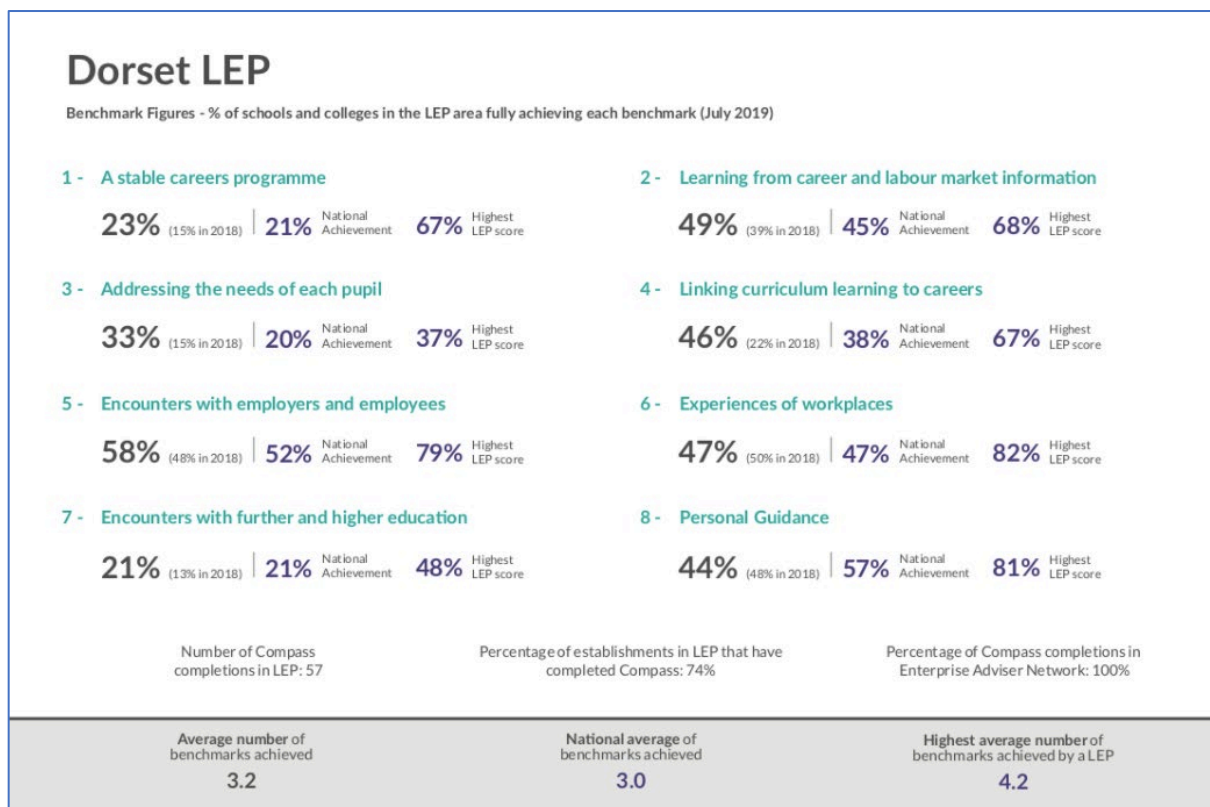 Dorset LEP
Benchmark Figures - % of schools and colleges in the LEP area fully achieving each benchmark (July 2019)
1 - A stable careers programme
23% (15% in 2018) 21% National Achievement 67% Highest LEP score
2 - Learning from career and labour market information
49% (39% in 2018) 45% National Achievement 68% Highest LEP score
3 - Addressing the needs of each pupil
33% (15% in 2018) 20% National Achievement 37% Highest LEP score
4 - Linking curriculum learning to careers
46% (22% in 2018) 38% National Achievement 67% Highest LEP score
5 - Encounters with employers and employees
58% (48% in 2018) 52% National Achievement 79% Highest LEP score
6 - Experiences of workplaces
47% (50% in 2018) 47% National Achievement 82% Highest LEP score
7 - Encounters with further and higher education
21% (13% in 2018) 21% National Achievement 48% Highest LEP score
8 - Personal Guidance
44% (48% in 2018) 57% National Achievement 81% Highest LEP score
Number of Compass
completions in LEP: 57
Percentage of establishments in LEP that have
completed Compass: 74%
Percentage of Compass completions in
Enterprise Adviser Network: 100%
Average number of
benchmarks achieved
3.2
National average of
benchmarks achieved
3.0
Highest average number of
benchmarks achieved by a LEP
4.2